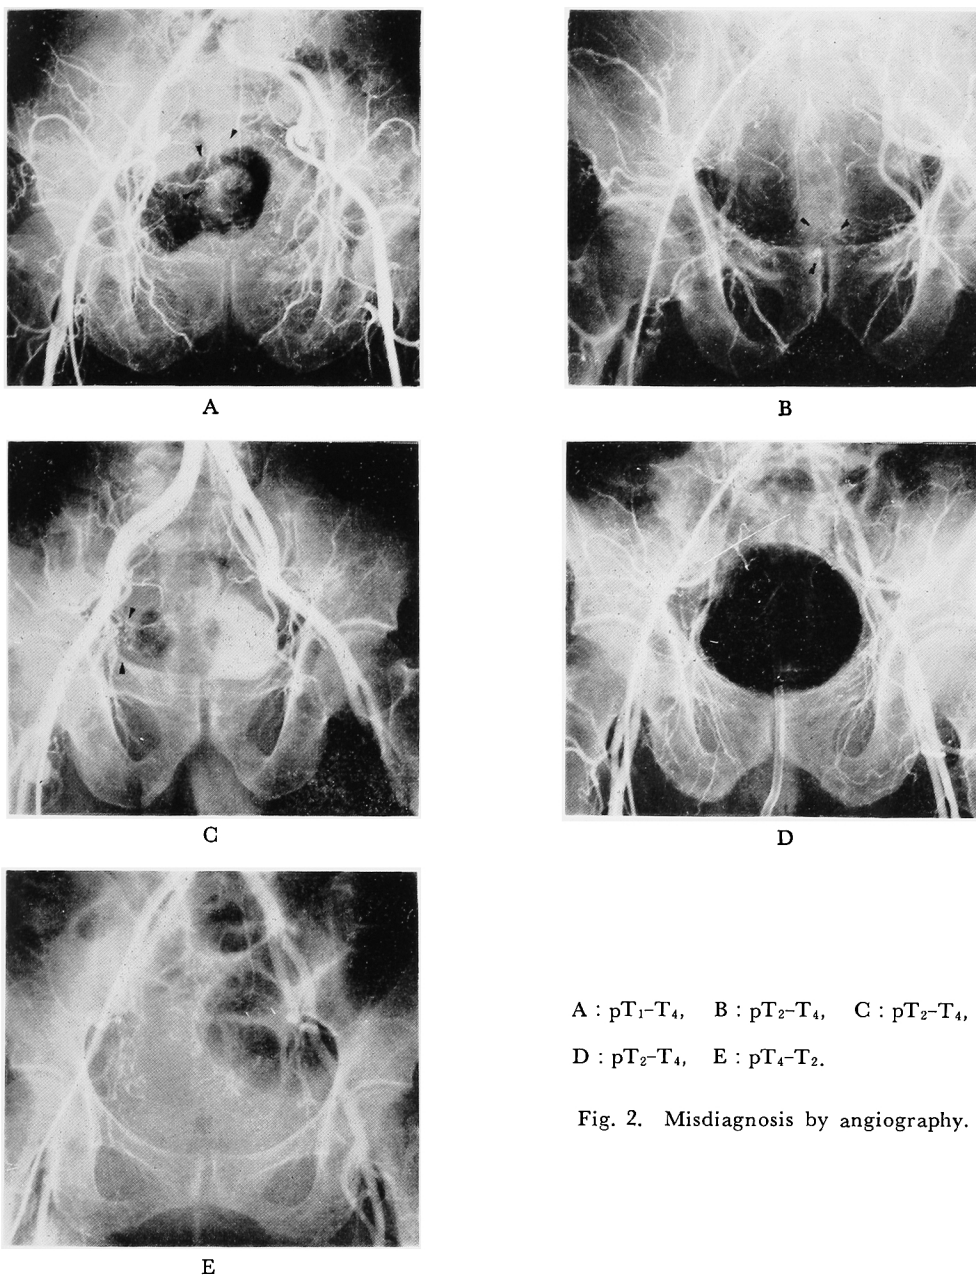 A
B
C
D
E
A : pT₁-T₄, B : pT₂-T₄, C : pT₂-T₄,
D : pT₂-T₄, E : pT₄-T₂.
Fig. 2. Misdiagnosis by angiography.